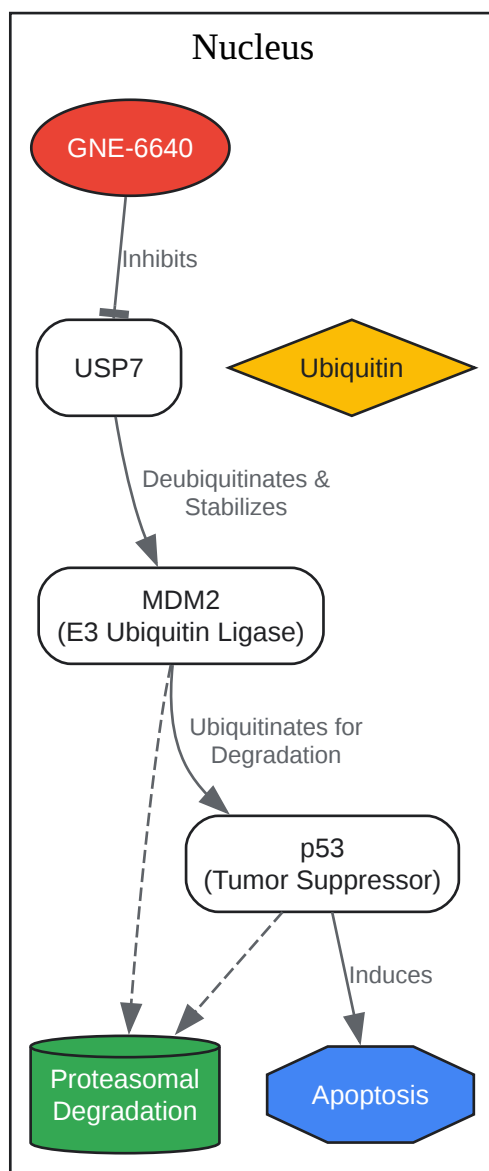 Nucleus
GNE-6640
Inhibits
USP7
Ubiquitin
Deubiquitinates &
Stabilizes
MDM2
(E3 Ubiquitin Ligase)
Ubiquitinates for
Degradation
p53
(Tumor Suppressor)
Induces
Proteasomal
Degradation
Apoptosis